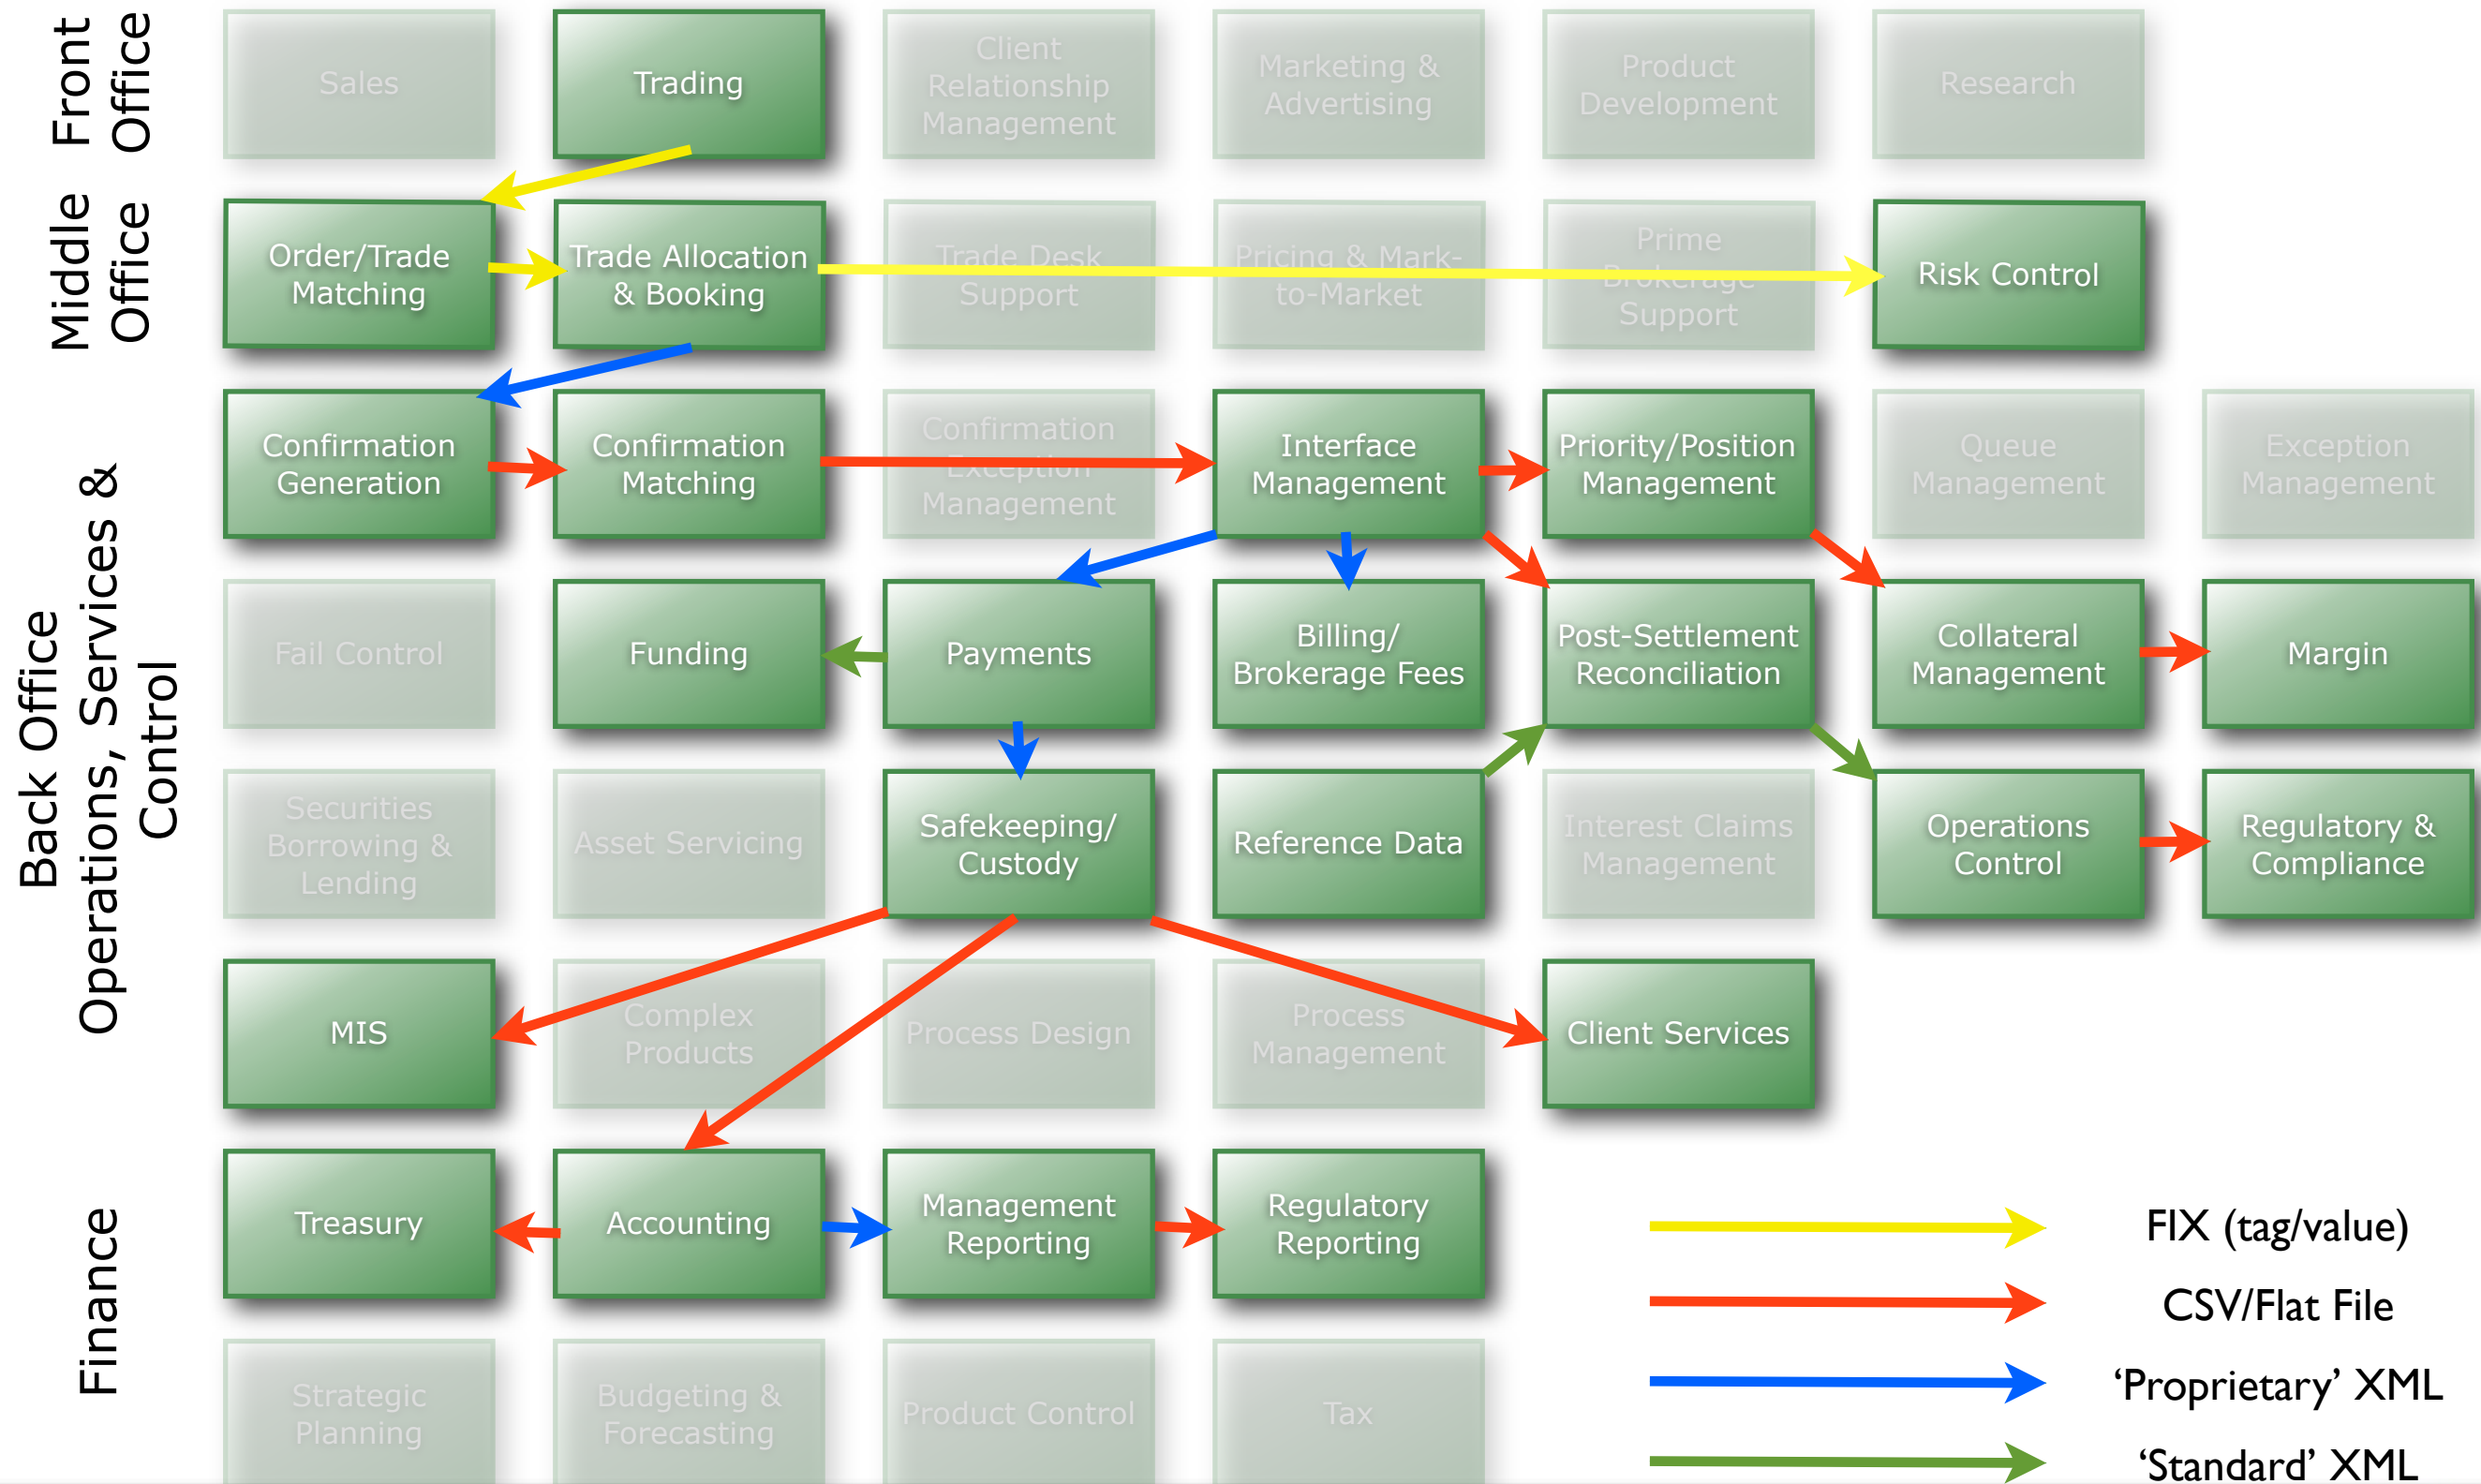 Front
Office
Sales
Trading
Client
Relationship
Management
Marketing &
Advertising
Product
Development
Research
Middle
Office
Order/Trade
Matching
Trade Allocation
& Booking
Trade Desk
Support
Pricing & Mark-
to-Market
Prime
Brokerage
Support
Risk Control
Back Office
Operations, Services &
Control
Confirmation
Generation
Confirmation
Matching
Confirmation
Exception
Management
Interface
Management
Priority/Position
Management
Queue
Management
Exception
Management
Fail Control
Funding
Payments
Billing/
Brokerage Fees
Post-Settlement
Reconciliation
Collateral
Management
Margin
Securities
Borrowing &
Lending
Asset Servicing
Safekeeping/
Custody
Reference Data
Interest Claims
Management
Operations
Control
Regulatory &
Compliance
MIS
Complex
Products
Process Design
Process
Management
Client Services
Finance
Treasury
Accounting
Management
Reporting
Regulatory
Reporting
Strategic
Planning
Budgeting &
Forecasting
Product Control
Tax
FIX (tag/value)
CSV/Flat File
‘Proprietary’ XML
‘Standard’ XML